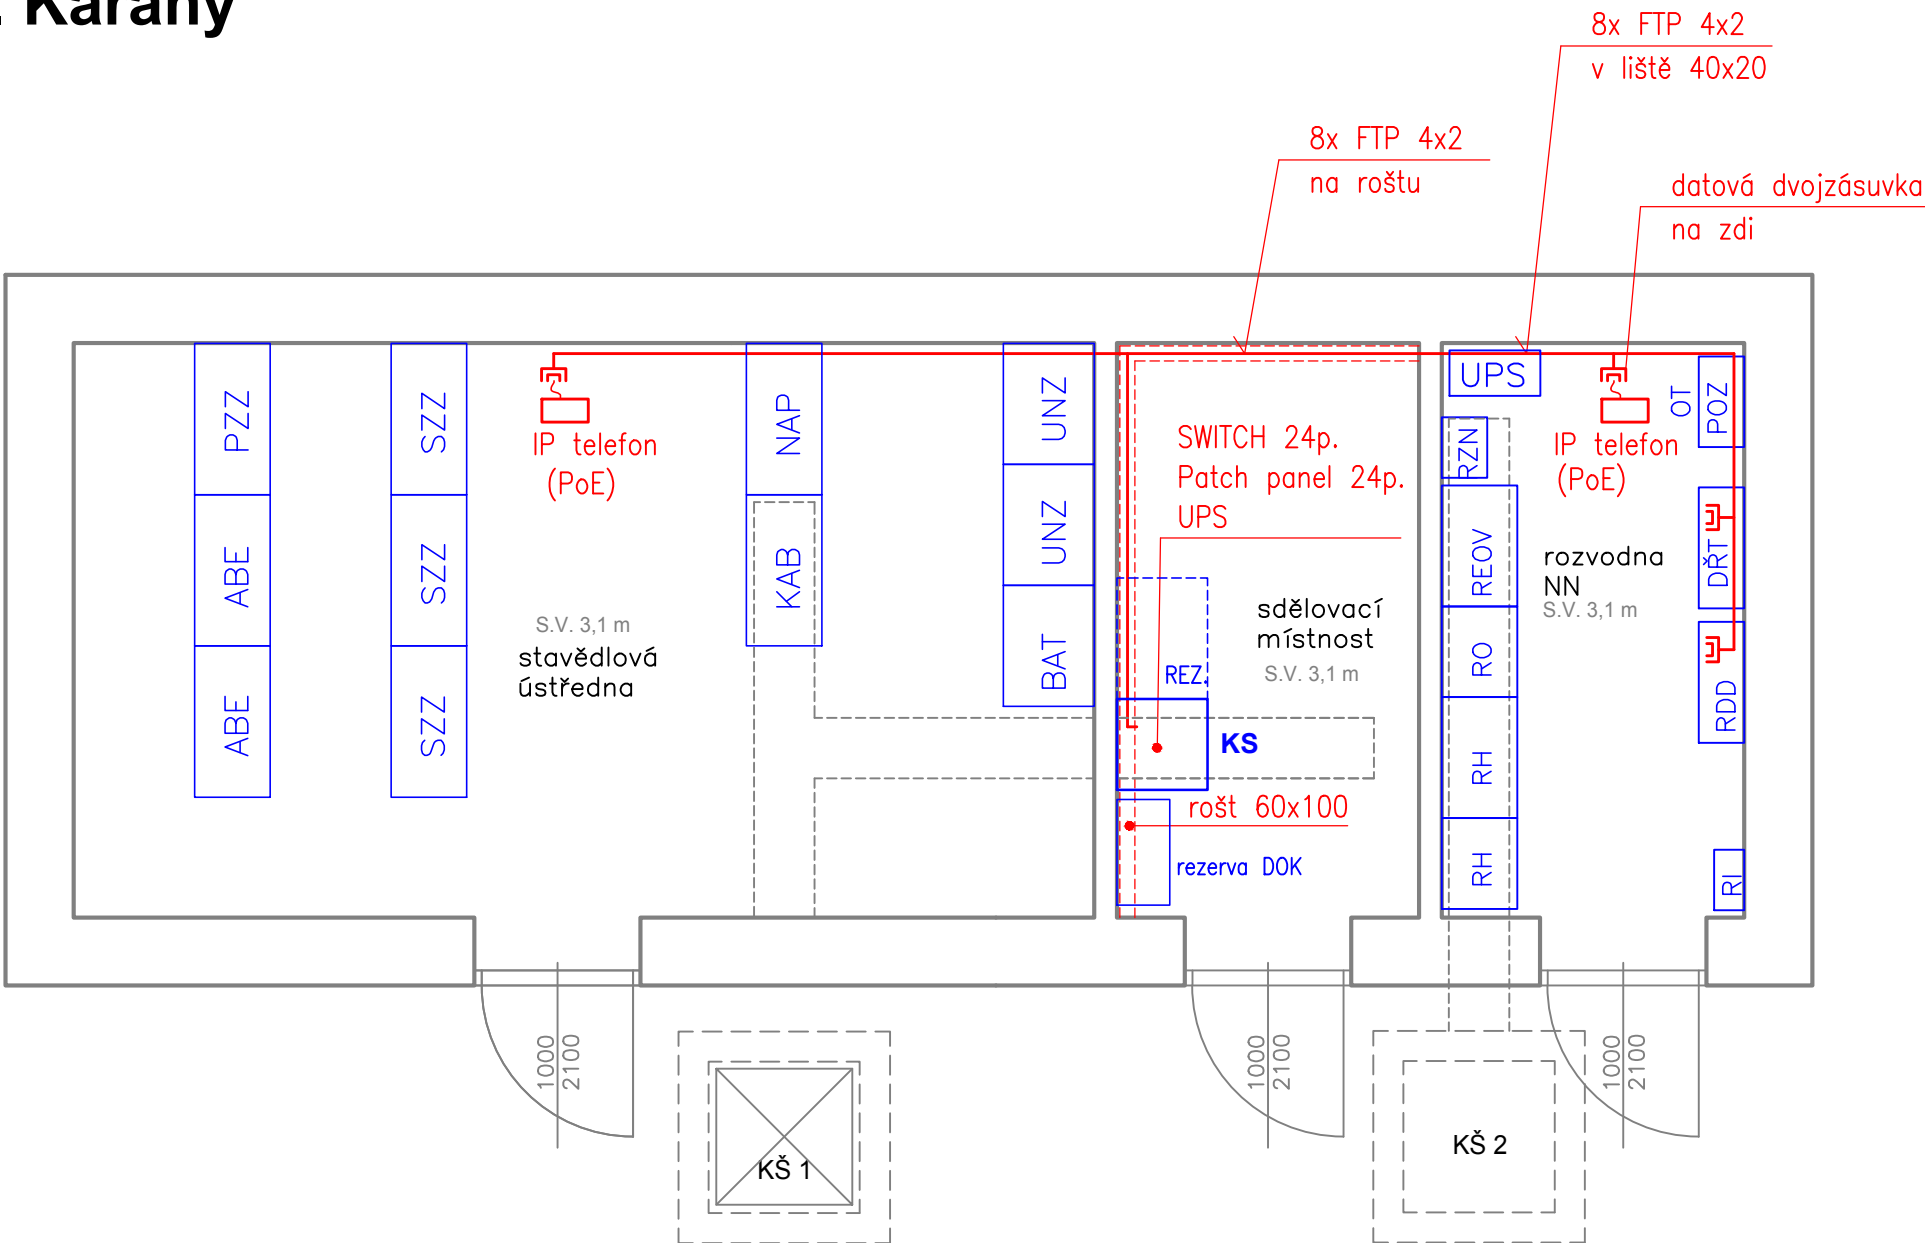 . Káraný
8x FTP 4x2
v liště 40x20
8x FTP 4x2
na roštu
datová dvojzásuvka
na zdi
PZZ
ABE
ABE
SZZ
SZZ
SZZ
IP telefon
(PoE)
S.V. 3,1 m
stavědlová
ústředna
NAP
KAB
UNZ
UNZ
BAT
SWITCH 24p.
Patch panel 24p.
UPS
sdělovací
místnost
S.V. 3,1 m
REZ.
KS
rošt 60x100
rezerva DOK
UPS
RZN
REOV
RO
RH
RH
IP telefon
(PoE)
rozvodna
NN
S.V. 3,1 m
OT
POZ
DŘT
RDD
RI
1000
2100
1000
2100
1000
2100
KŠ 1
KŠ 2